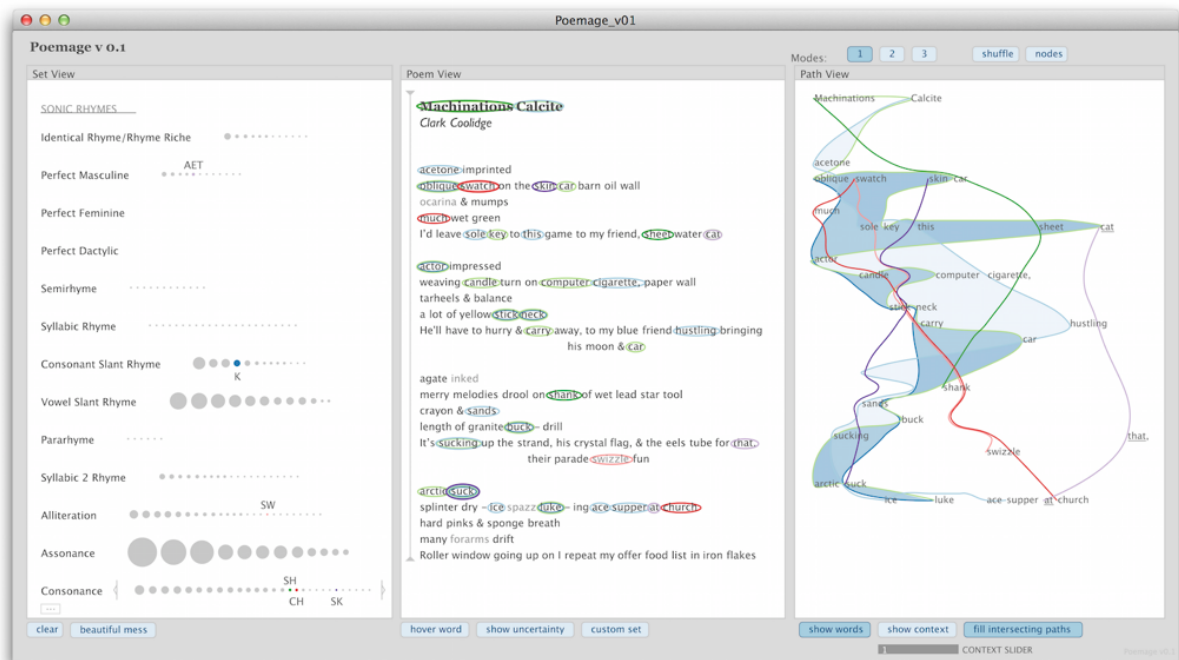 Poemage_v01
Poemage v 0.1
Modes: 1 2 3 shuffle nodes
Set View
SONIC RHYMES
Identical Rhyme/Rhyme Riche
AET
Perfect Masculine
Perfect Feminine
Perfect Dactylic
Semirhyme
Syllabic Rhyme
Consonant Slant Rhyme
K
Vowel Slant Rhyme
Pararhyme
Syllabic 2 Rhyme
SW
Alliteration
Assonance
SH
Consonance
CH SK
...
clear beautiful mess
Poem View
Machinations Calcite
Clark Coolidge
acetone imprinted
oblique swatch on the skin car barn oil wall
ocarina & mumps
much wet green
I'd leave sole key to this game to my friend, sheet water cat
actor impressed
weaving candle turn on computer cigarette, paper wall
tarheels & balance
a lot of yellow stick neck
He'll have to hurry & carry away, to my blue friend hustling bringing
his moon & car
agate inked
merry melodies drool on shank of wet lead star tool
crayon & sands
length of granite buck – drill
It's sucking up the strand, his crystal flag, & the eels tube for that,
their parade swizzle fun
arctic suck
splinter dry – ice spazz luke – ing ace supper at church
hard pinks & sponge breath
many forarms drift
Roller window going up on I repeat my offer food list in iron flakes
hover word show uncertainty custom set
Path View
Machinations Calcite
acetone
oblique swatch skin car
much
sole key this sheet cat
actor
candle computer cigarette,
stick neck
carry hustling
car
shank
sands
buck
sucking that,
swizzle
arctic suck
ice luke ace supper at church
show words show context fill intersecting paths
1 CONTEXT SLIDER
Poemage v0.1